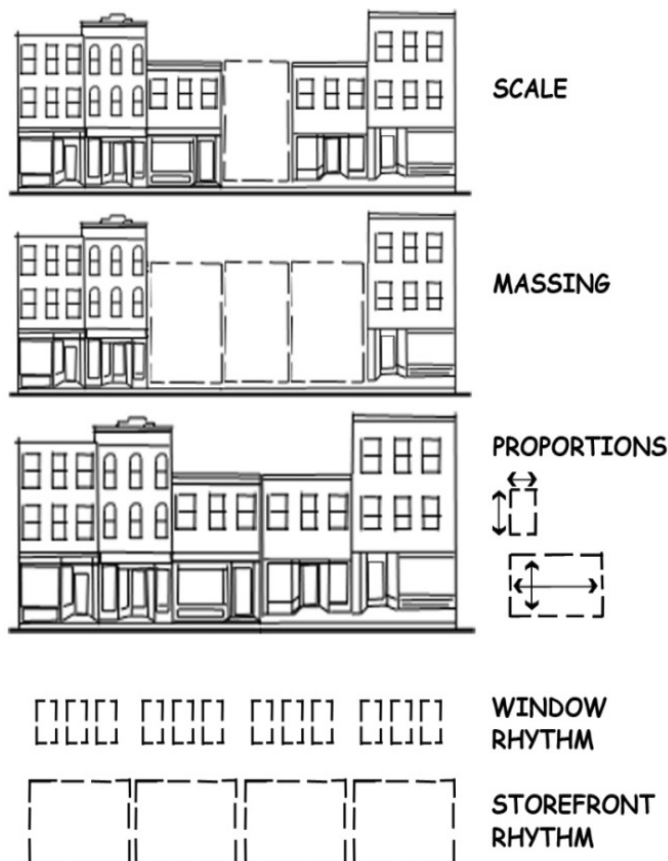 SCALE
MASSING
PROPORTIONS
WINDOW
RHYTHM
STOREFRONT
RHYTHM